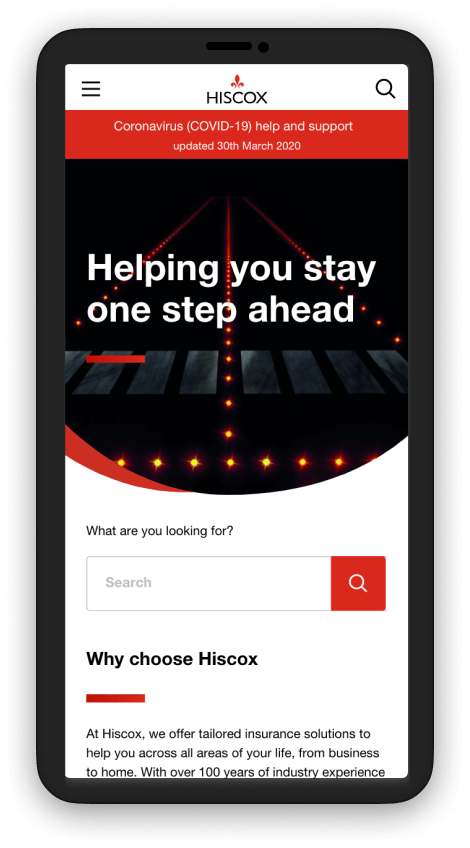 HISCOX
Coronavirus (COVID-19) help and support
updated 30th March 2020
Helping you stay
one step ahead
What are you looking for?
Search
Why choose Hiscox
At Hiscox, we offer tailored insurance solutions to
help you across all areas of your life, from business
to home. With over 100 years of industry experience